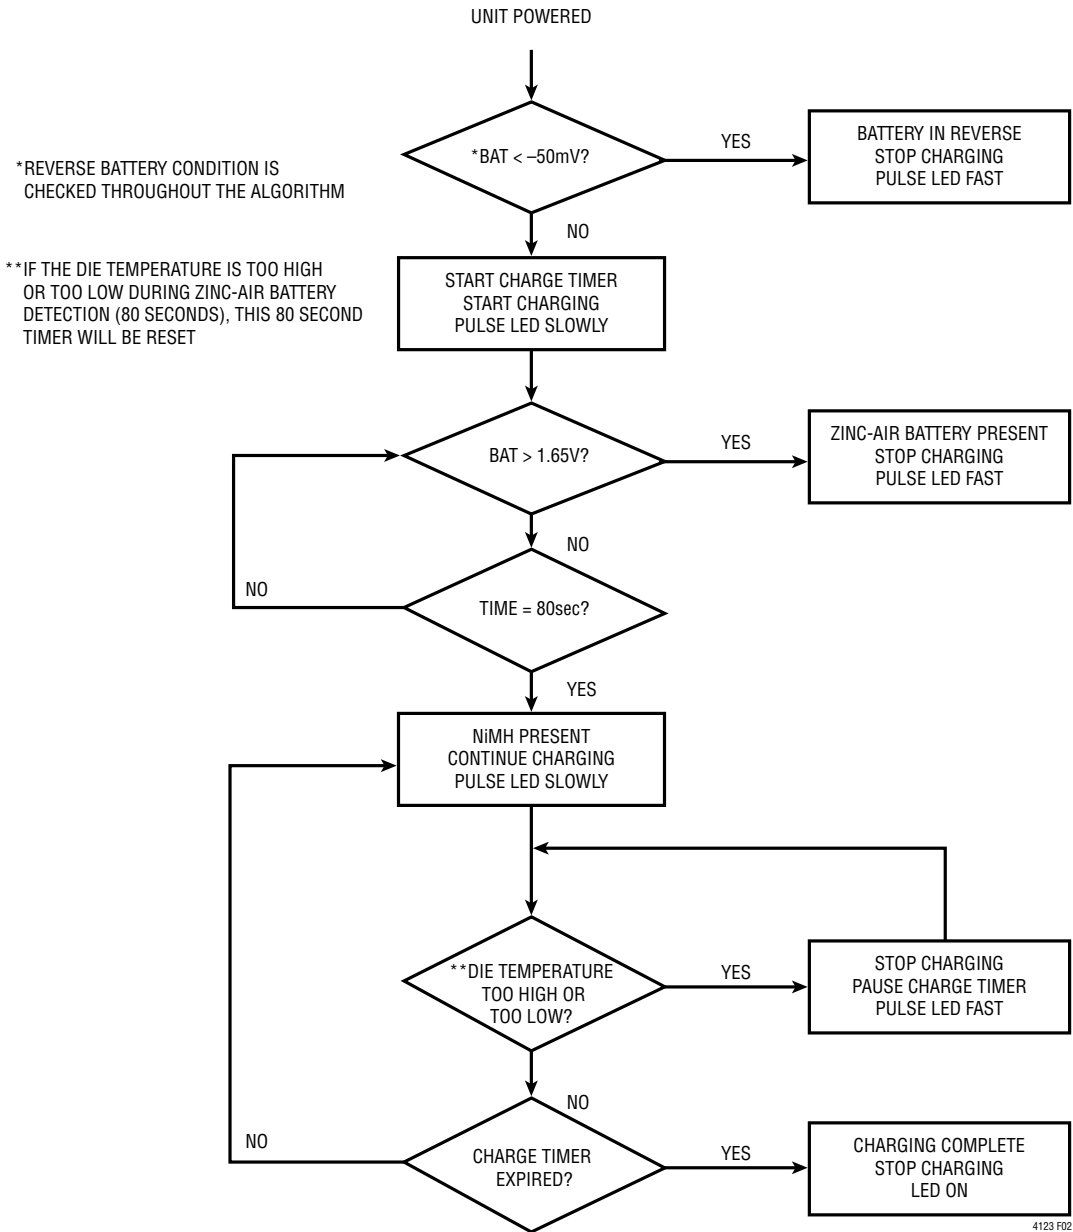 UNIT POWERED
*BAT < –50mV?
YES
BATTERY IN REVERSE
STOP CHARGING
PULSE LED FAST
*REVERSE BATTERY CONDITION IS
CHECKED THROUGHOUT THE ALGORITHM
NO
**IF THE DIE TEMPERATURE IS TOO HIGH
OR TOO LOW DURING ZINC-AIR BATTERY
DETECTION (80 SECONDS), THIS 80 SECOND
TIMER WILL BE RESET
START CHARGE TIMER
START CHARGING
PULSE LED SLOWLY
BAT > 1.65V?
YES
ZINC-AIR BATTERY PRESENT
STOP CHARGING
PULSE LED FAST
NO
NO
TIME = 80sec?
YES
NiMH PRESENT
CONTINUE CHARGING
PULSE LED SLOWLY
**DIE TEMPERATURE
TOO HIGH OR
TOO LOW?
YES
STOP CHARGING
PAUSE CHARGE TIMER
PULSE LED FAST
NO
NO
CHARGE TIMER
EXPIRED?
YES
CHARGING COMPLETE
STOP CHARGING
LED ON
4123 F02